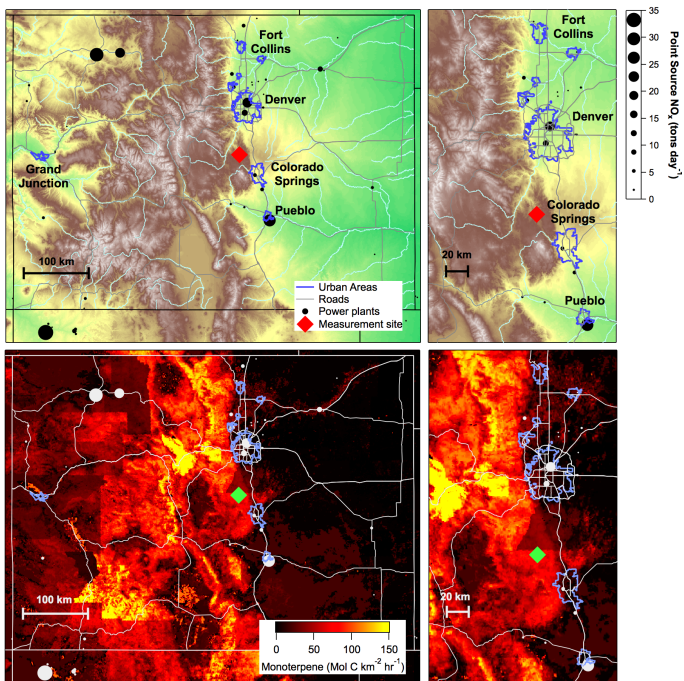 Fort
Collins
Denver
Grand
Junction
Colorado
Springs
Pueblo
100 km
Urban Areas
Roads
Power plants
Measurement site
Fort
Collins
Denver
Colorado
Springs
20 km
Pueblo
35
30
25
20
15
10
5
0
Point Source NOx (tons day-1)
100 km
0
50
100
150
Monoterpene (Mol C km-2 hr-1)
20 km